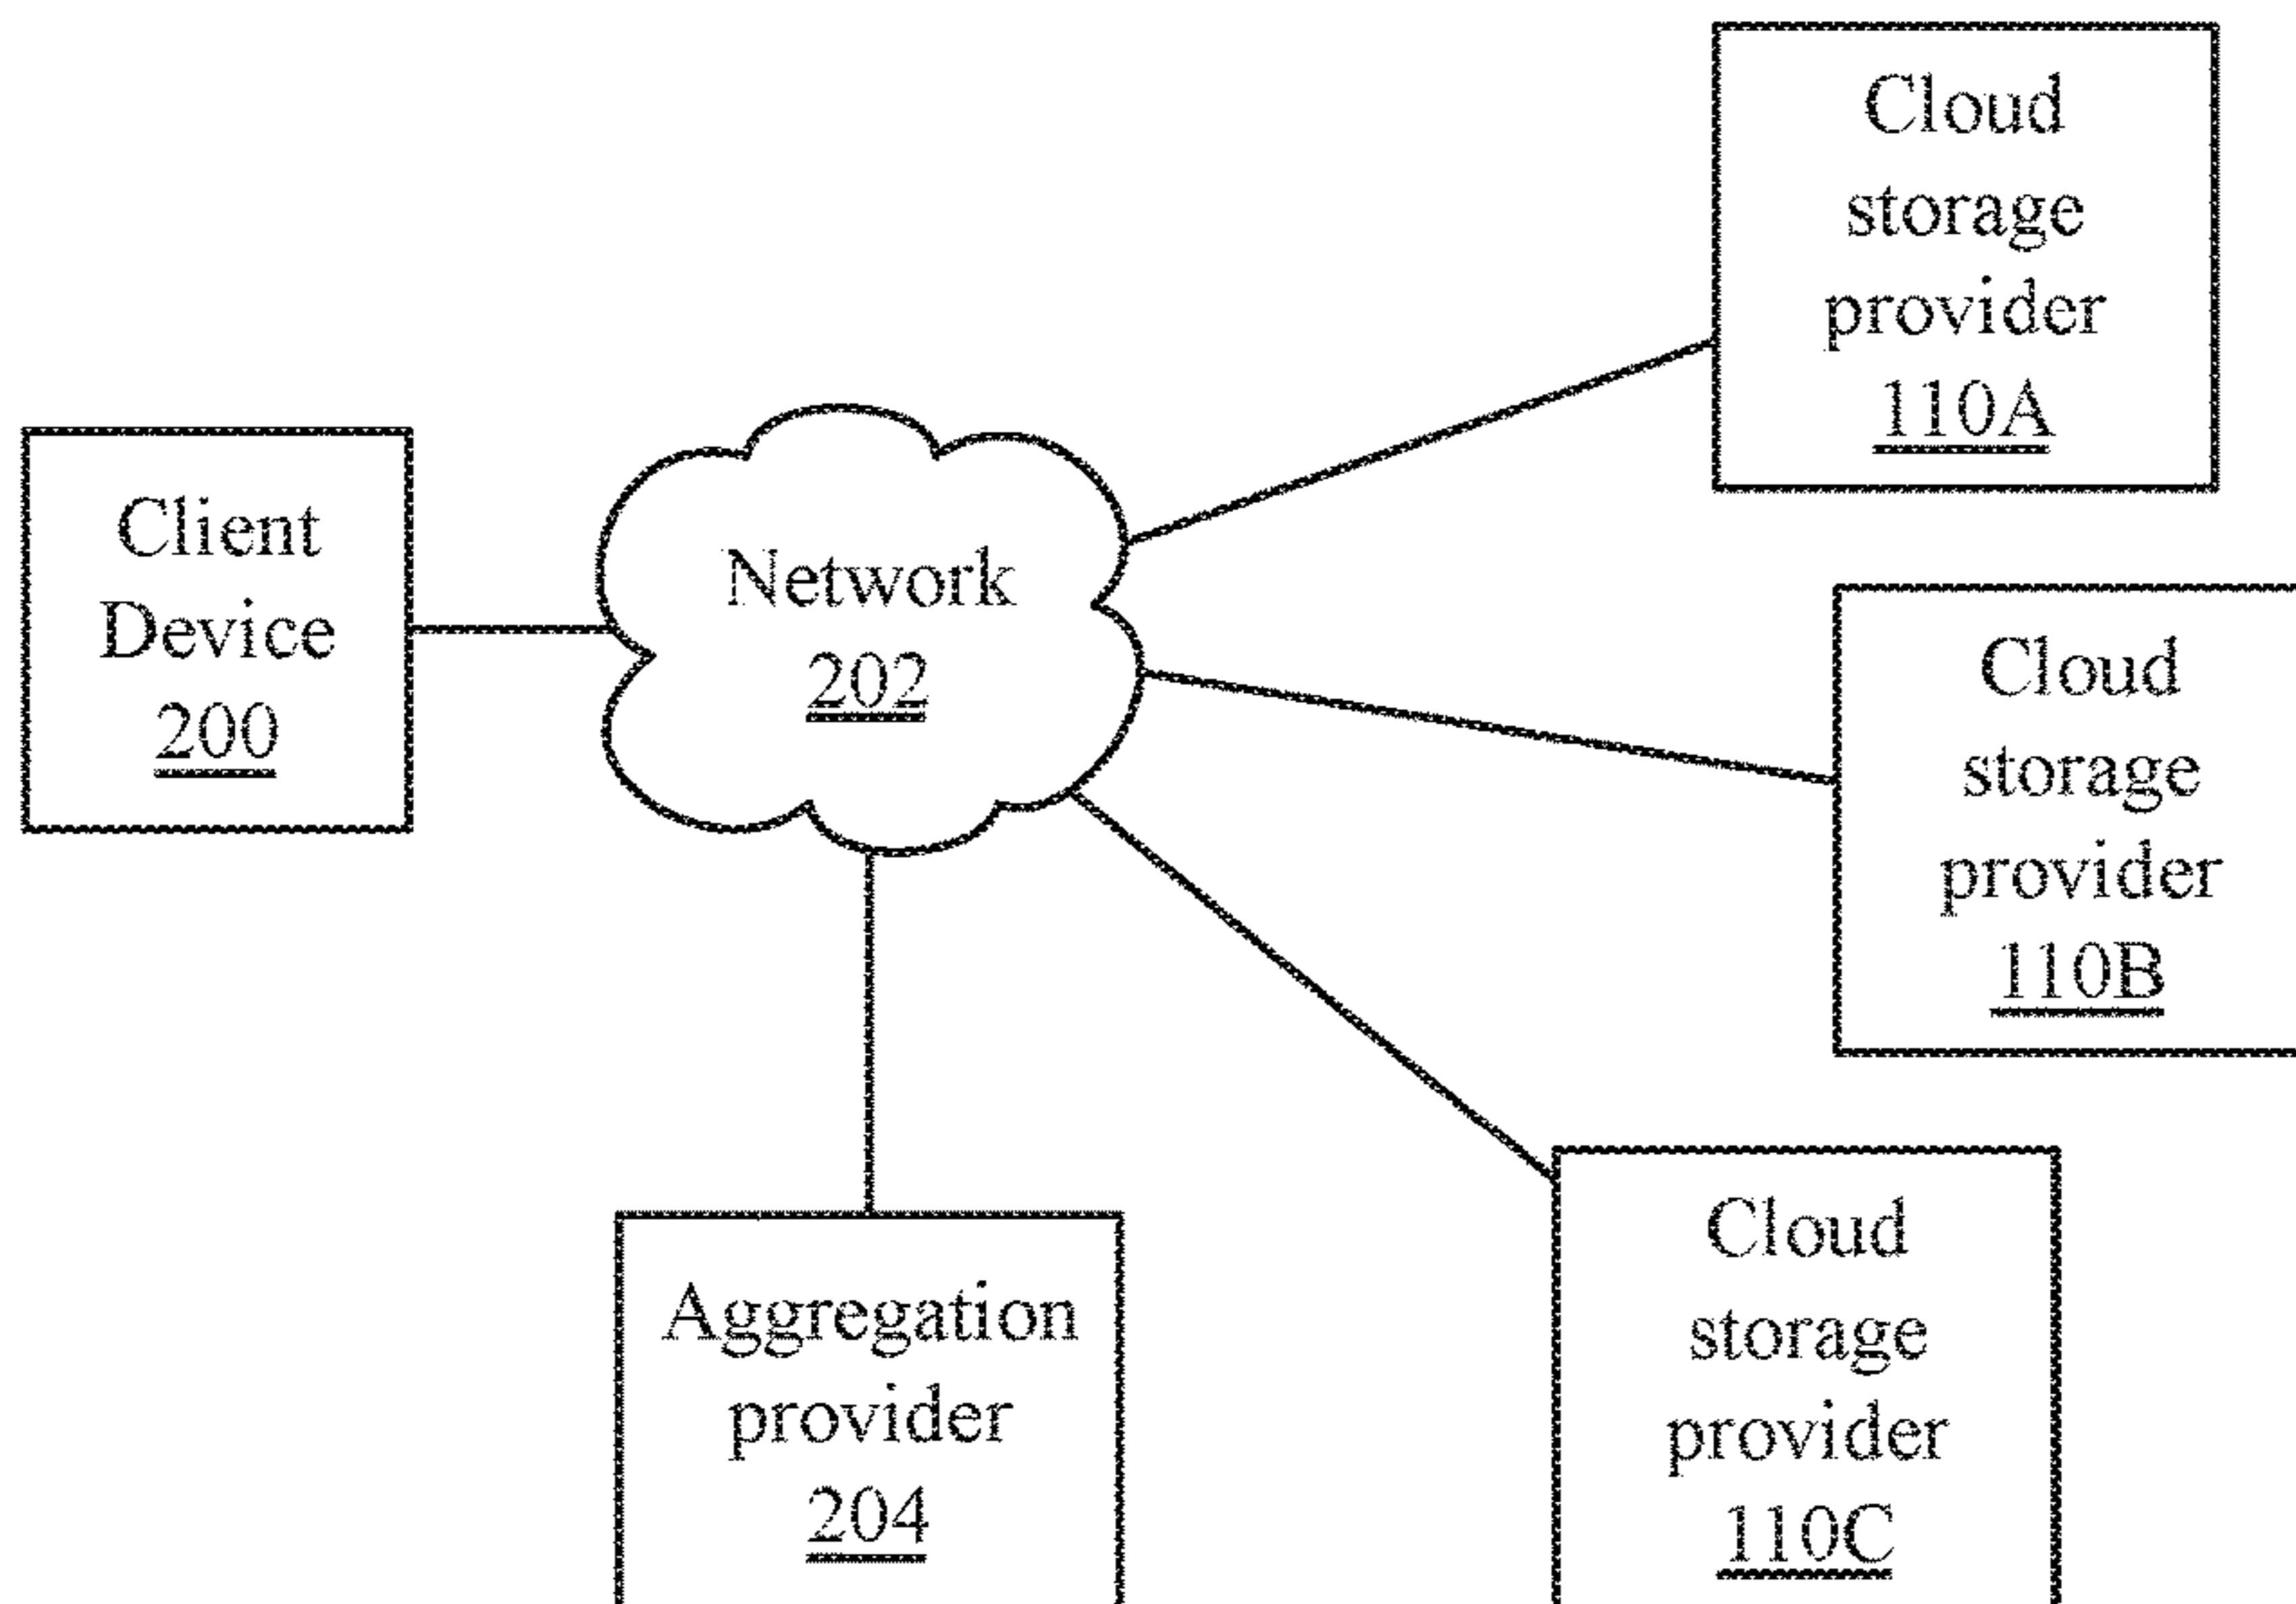 Cloud
storage
provider
110A
Client
Device
200
Network
202
Cloud
storage
provider
110B
Aggregation
provider
204
Cloud
storage
provider
110C